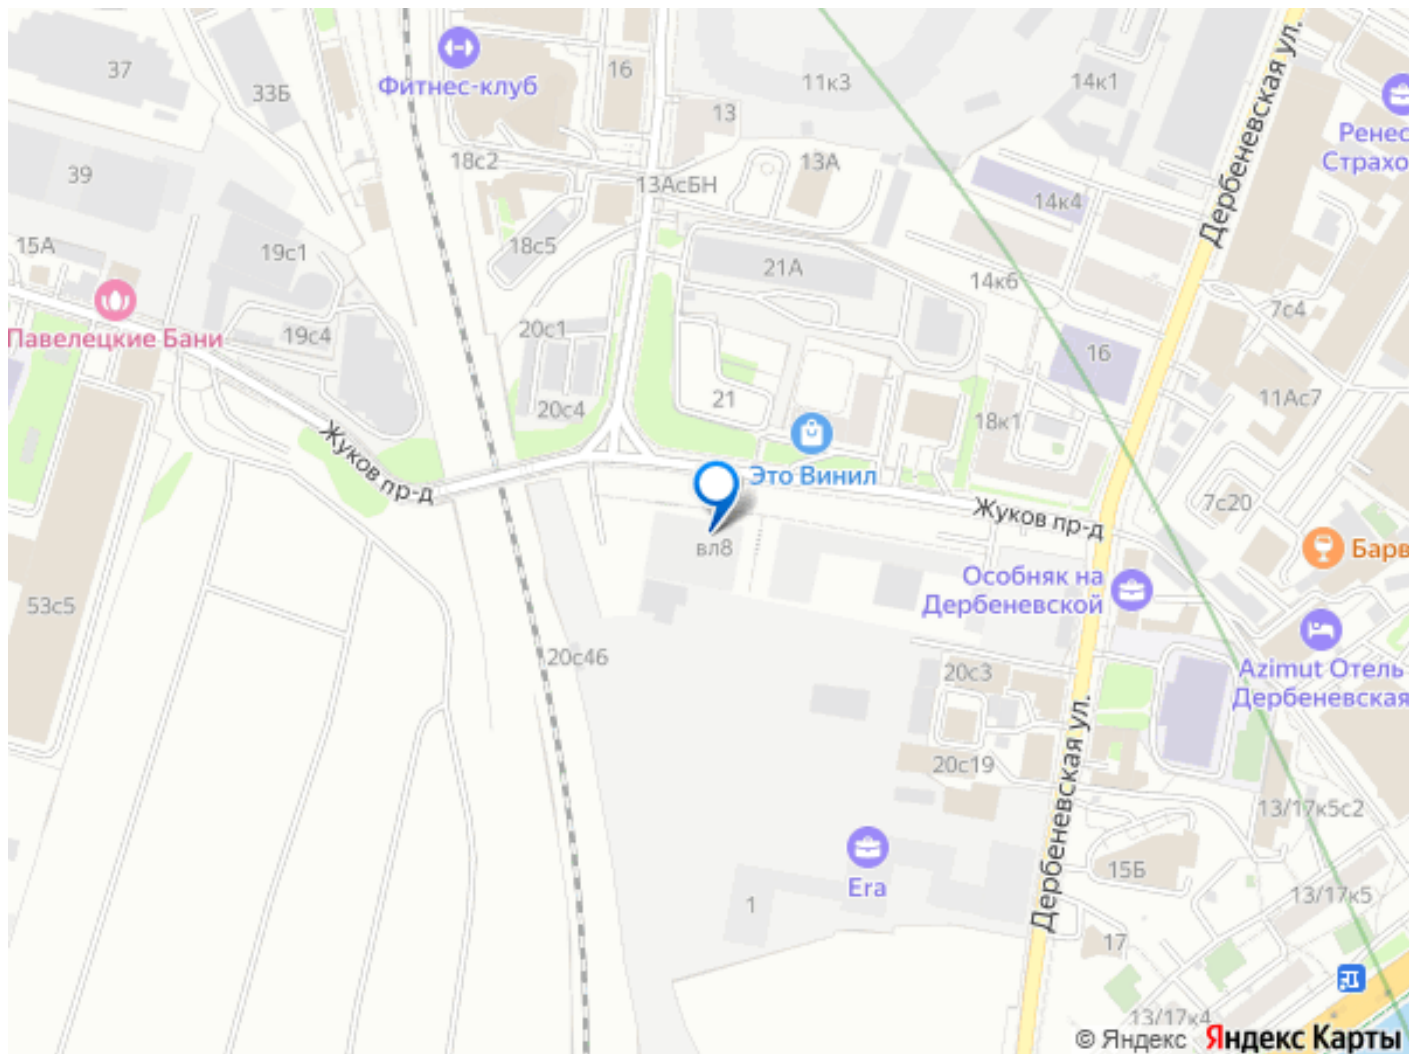 37
33Б
Фитнес-клуб
16
11к3
14к1
Дербеневская ул.
Ренес
Страхо
13
39
18с2
13А
13АсБН
14к4
15А
19с1
18с5
21А
14к6
7с4
Павелецкие Бани
19с4
20с1
16
20с4
21
18к1
11Ас7
Жуков пр-д
Это Винил
Жуков пр-д
7с20
вл8
Барв
Особняк на
Дербеневской
53с5
20с46
20с3
Azimut Отель
Дербеневская
20с19
Дербеневская ул.
13/17к5с2
15Б
Era
1
13/17к5
17
13/17к4
© Яндекс Яндекс Карты